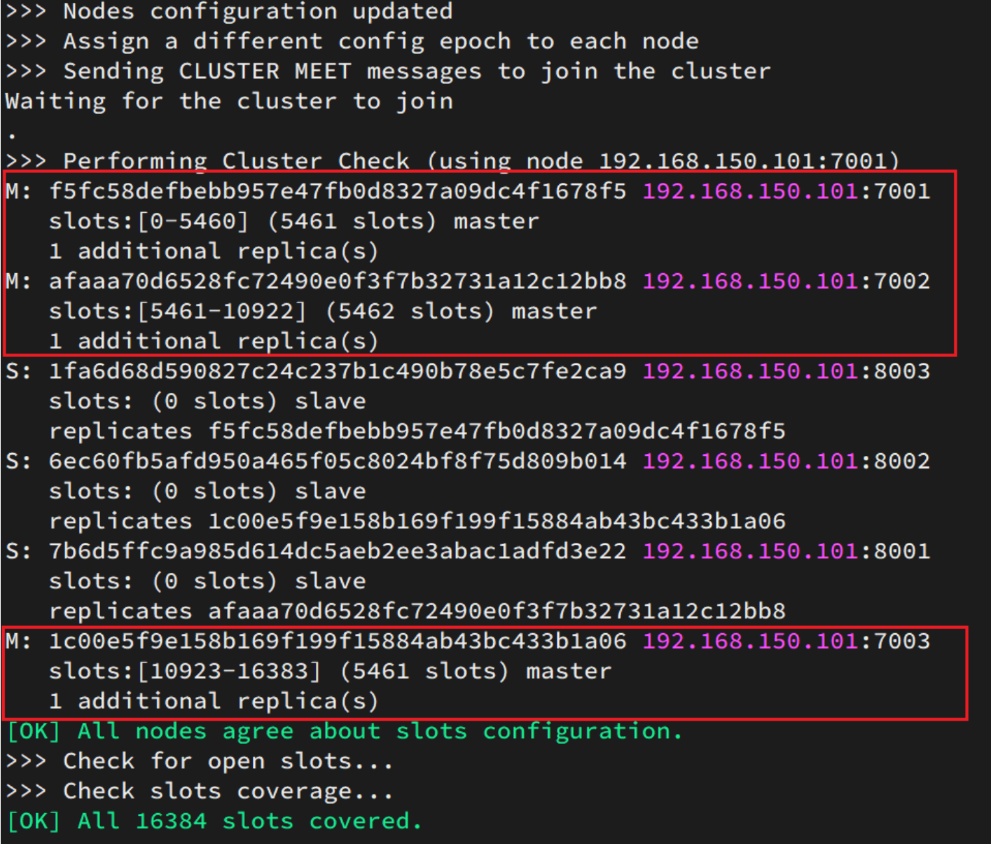 >>> Nodes configuration updated
>>> Assign a different config epoch to each node
>>> Sending CLUSTER MEET messages to join the cluster
Waiting for the cluster to join
.
>>> Performing Cluster Check (using node 192.168.150.101:7001)
M: f5fc58defbebb957e47fb0d8327a09dc4f1678f5 192.168.150.101:7001
   slots:[0-5460] (5461 slots) master
   1 additional replica(s)
M: afaaa70d6528fc72490e0f3f7b32731a12c12bb8 192.168.150.101:7002
   slots:[5461-10922] (5462 slots) master
   1 additional replica(s)
S: 1fa6d68d590827c24c237b1c490b78e5c7fe2ca9 192.168.150.101:8003
   slots: (0 slots) slave
   replicates f5fc58defbebb957e47fb0d8327a09dc4f1678f5
S: 6ec60fb5afd950a465f05c8024bf8f75d809b014 192.168.150.101:8002
   slots: (0 slots) slave
   replicates 1c00e5f9e158b169f199f15884ab43bc433b1a06
S: 7b6d5ffc9a985d614dc5aeb2ee3abac1adfd3e22 192.168.150.101:8001
   slots: (0 slots) slave
   replicates afaaa70d6528fc72490e0f3f7b32731a12c12bb8
M: 1c00e5f9e158b169f199f15884ab43bc433b1a06 192.168.150.101:7003
   slots:[10923-16383] (5461 slots) master
   1 additional replica(s)
[OK] All nodes agree about slots configuration.
>>> Check for open slots...
>>> Check slots coverage...
[OK] All 16384 slots covered.